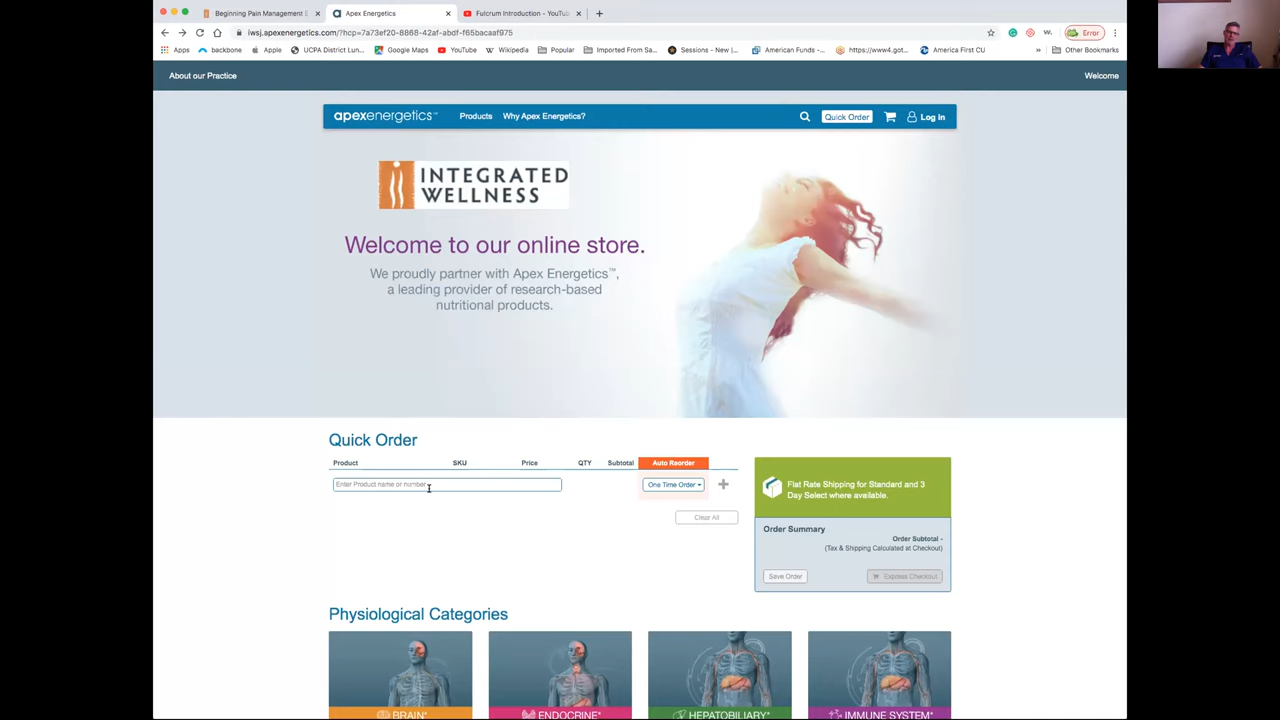 Beginning Pain Management
Apex Energetics
Fulcrum Introduction - YouTu
iwsj.apexenergetics.com/?hcp=7a73ef20-8868-42af-abdf-f65bacaaf975
Error
Apps
backbone
Apple
UCPA District Lun...
Google Maps
YouTube
Wikipedia
Popular
Imported From Sa...
Sessions - New |...
American Funds -...
https://www4.got...
America First CU
»
Other Bookmarks
About our Practice
Welcome
apexenergetics™
Products
Why Apex Energetics?
Quick Order
Log In
INTEGRATED
WELLNESS
Welcome to our online store.
We proudly partner with Apex Energetics™,
a leading provider of research-based
nutritional products.
Quick Order
Product
SKU
Price
QTY
Subtotal
Auto Reorder
Enter Product name or number
One Time Order
Clear All
Flat Rate Shipping for Standard and 3
Day Select where available.
Order Summary
Order Subtotal -
(Tax & Shipping Calculated at Checkout)
Save Order
Express Checkout
Physiological Categories
BRAIN*
ENDOCRINE*
HEPATOBILIARY*
IMMUNE SYSTEM*